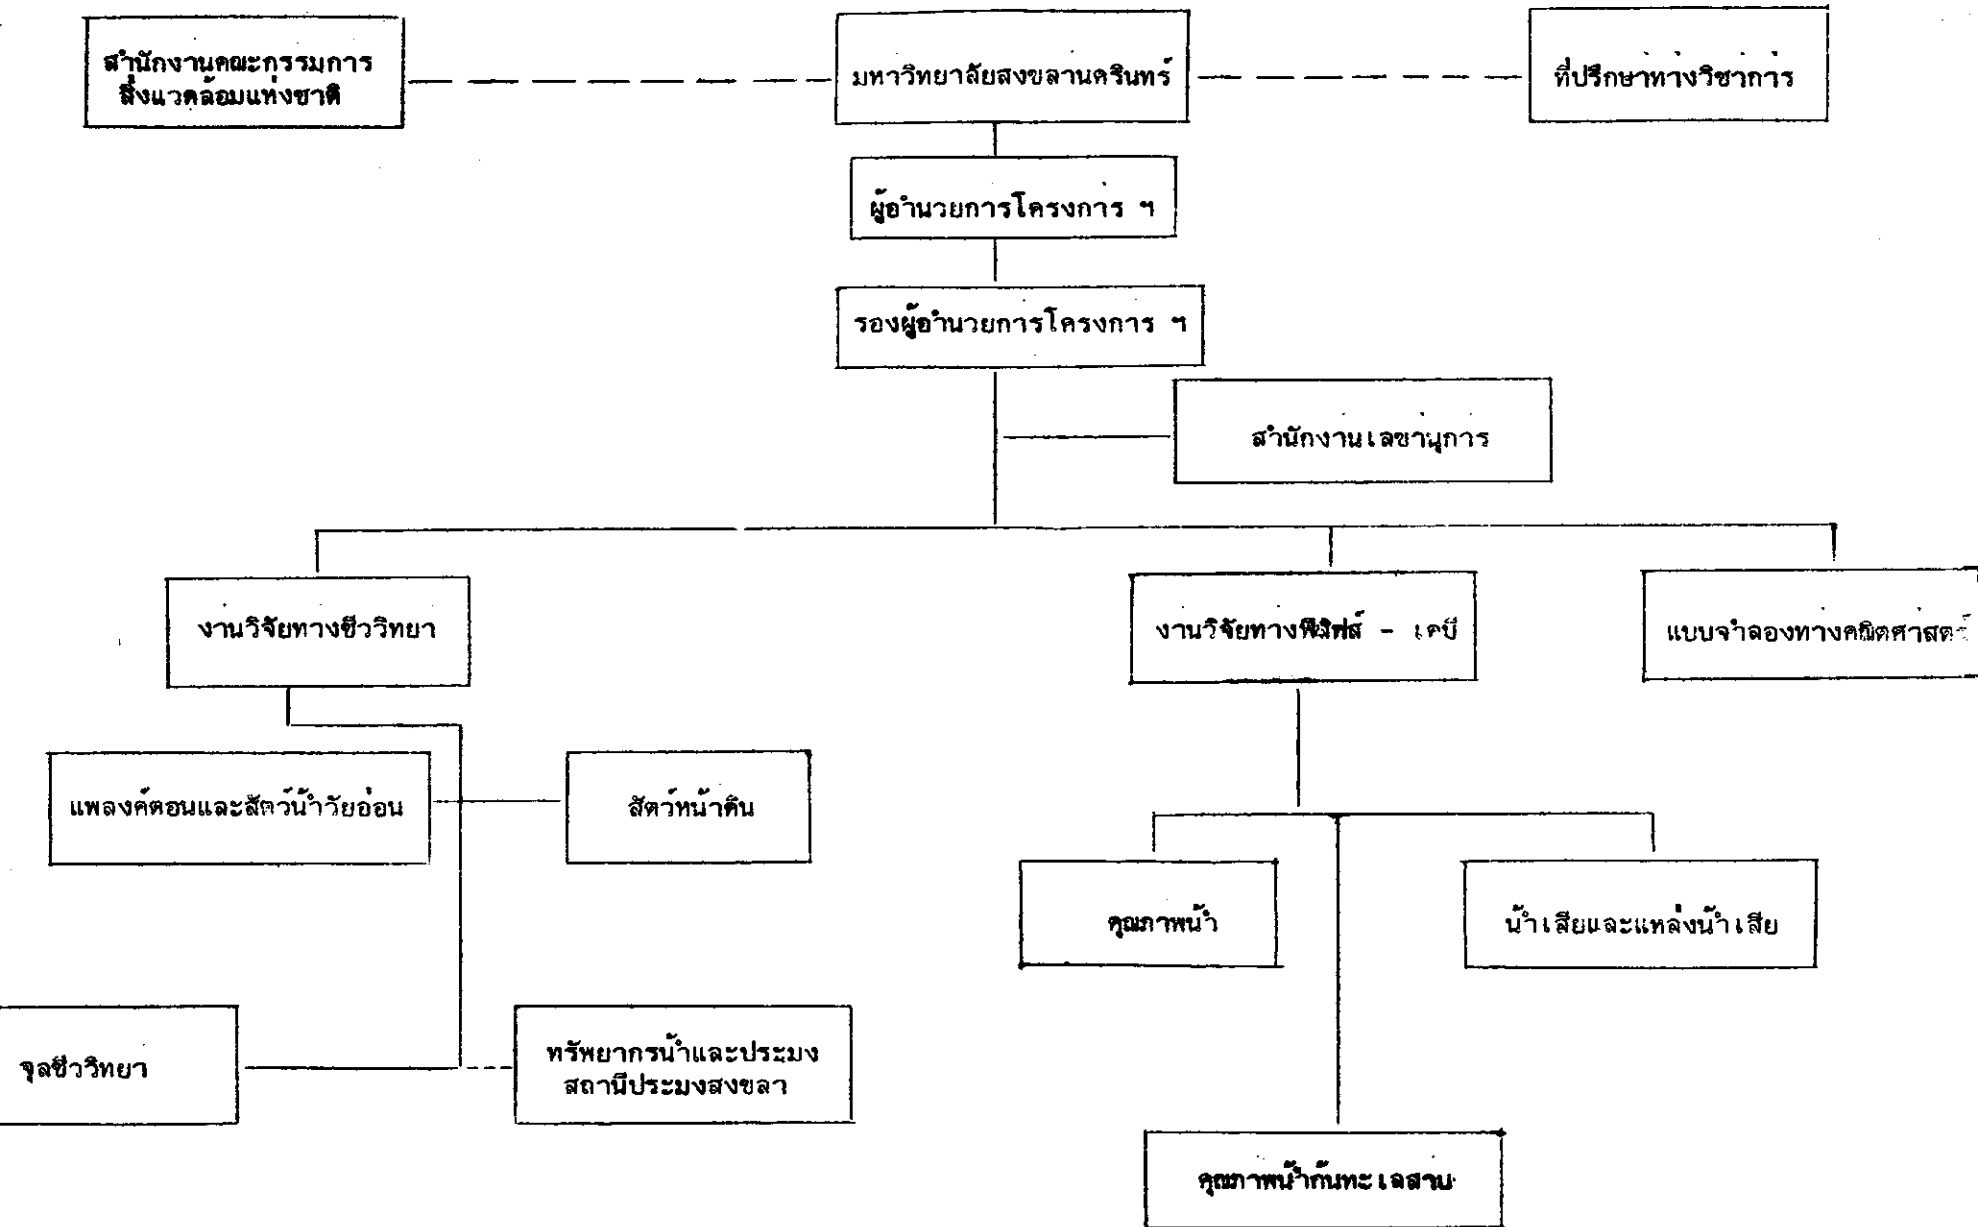 สำนักงานคณะกรรมการ
สิ่งแวดล้อมแห่งชาติ
มหาวิทยาลัยสงขลานครินทร์
ที่ปรึกษาทางวิชาการ
ผู้อำนวยการโครงการ ฯ
รองผู้อำนวยการโครงการ ฯ
สำนักงานเลขานุการ
งานวิจัยทางชีววิทยา
งานวิจัยทางฟิสิกส์ - เคมี
แบบจำลองทางคณิตศาสตร์
แพลงค์ตอนและสัตว์น้ำวัยอ่อน
สัตว์หน้าดิน
คุณภาพน้ำ
น้ำเสียและแหล่งน้ำเสีย
จุลชีววิทยา
ทรัพยากรน้ำและประมง
สถานีประมงสงขลา
คุณภาพน้ำก้นทะเลสาบ